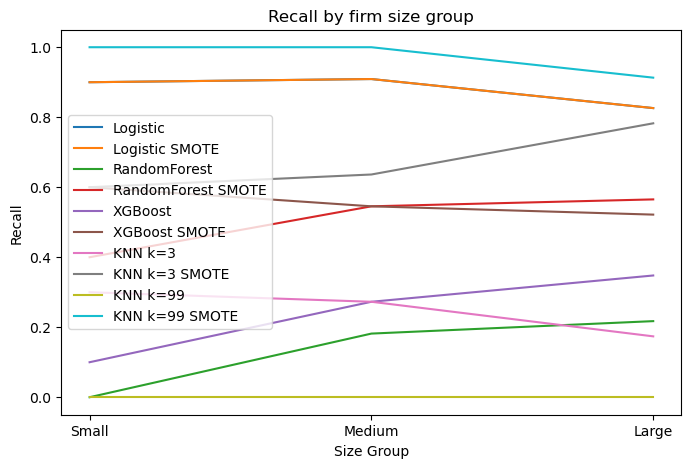 Recall by firm size group
Recall
1.0
0.8
0.6
0.4
0.2
0.0
Logistic
Logistic SMOTE
RandomForest
RandomForest SMOTE
XGBoost
XGBoost SMOTE
KNN k=3
KNN k=3 SMOTE
KNN k=99
KNN k=99 SMOTE
Small
Medium
Large
Size Group